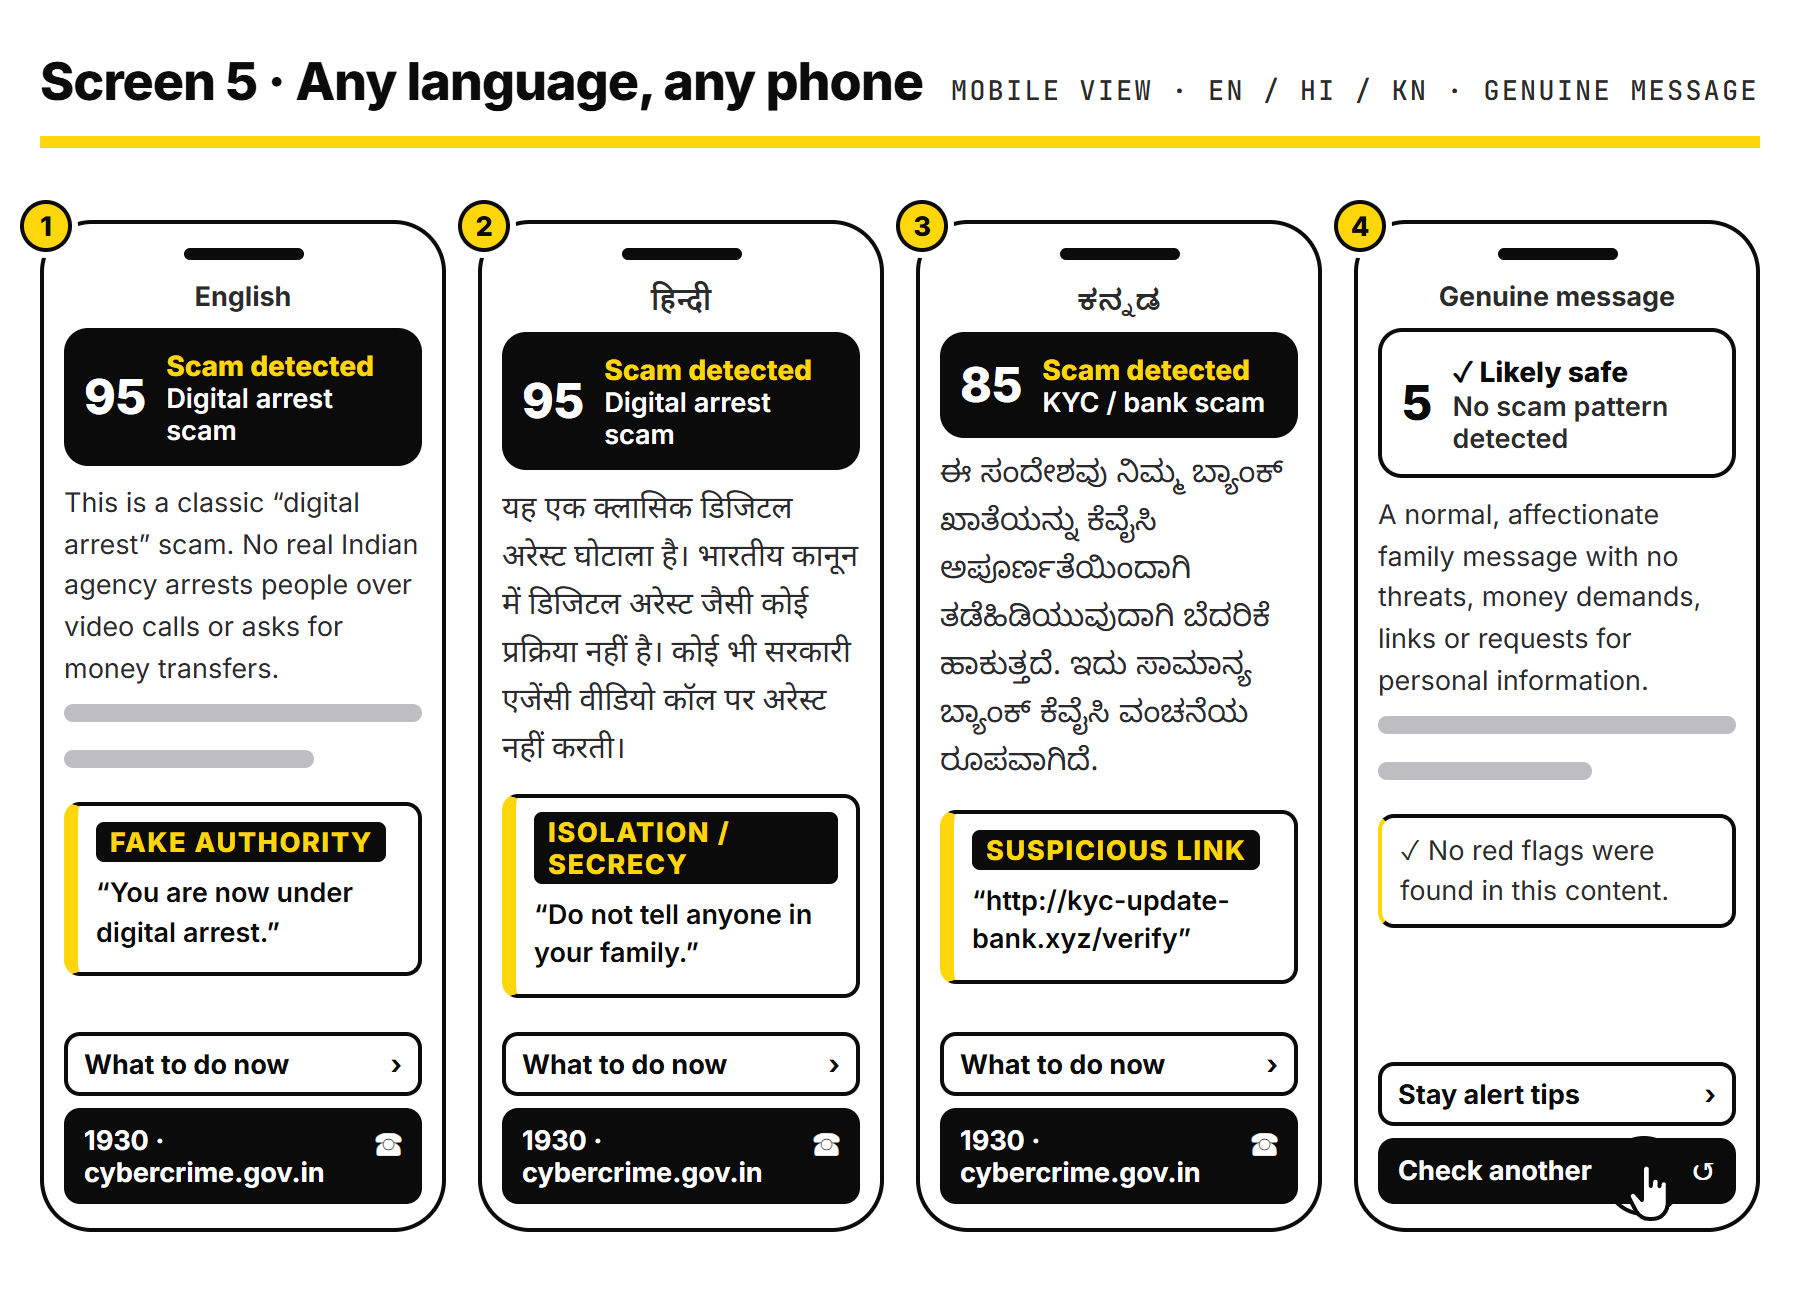 Screen 5 · Any language, any phone
MOBILE VIEW · EN / HI / KN · GENUINE MESSAGE
1
English
95
Scam detected
Digital arrest
scam
This is a classic “digital
arrest” scam. No real Indian
agency arrests people over
video calls or asks for
money transfers.
FAKE AUTHORITY
“You are now under
digital arrest.”
What to do now ›
1930 ·
cybercrime.gov.in ☎
2
हिन्दी
95
Scam detected
Digital arrest
scam
यह एक क्लासिक डिजिटल
अरेस्ट घोटाला है। भारतीय कानून
में डिजिटल अरेस्ट जैसी कोई
प्रक्रिया नहीं है। कोई भी सरकारी
एजेंसी वीडियो कॉल पर अरेस्ट
नहीं करती।
ISOLATION /
SECRECY
“Do not tell anyone in
your family.”
What to do now ›
1930 ·
cybercrime.gov.in ☎
3
ಕನ್ನಡ
85
Scam detected
KYC / bank scam
ಈ ಸಂದೇಶವು ನಿಮ್ಮ ಬ್ಯಾಂಕ್
ಖಾತೆಯನ್ನು ಕೆವೈಸಿ
ಅಪೂರ್ಣತೆಯಿಂದಾಗಿ
ತಡೆಹಿಡಿಯುವುದಾಗಿ ಬೆದರಿಕೆ
ಹಾಕುತ್ತದೆ. ಇದು ಸಾಮಾನ್ಯ
ಬ್ಯಾಂಕ್ ಕೆವೈಸಿ ವಂಚನೆಯ
ರೂಪವಾಗಿದೆ.
SUSPICIOUS LINK
“http://kyc-update-
bank.xyz/verify”
What to do now ›
1930 ·
cybercrime.gov.in ☎
4
Genuine message
5
✓ Likely safe
No scam pattern
detected
A normal, affectionate
family message with no
threats, money demands,
links or requests for
personal information.
✓ No red flags were
found in this content.
Stay alert tips ›
Check another ↺